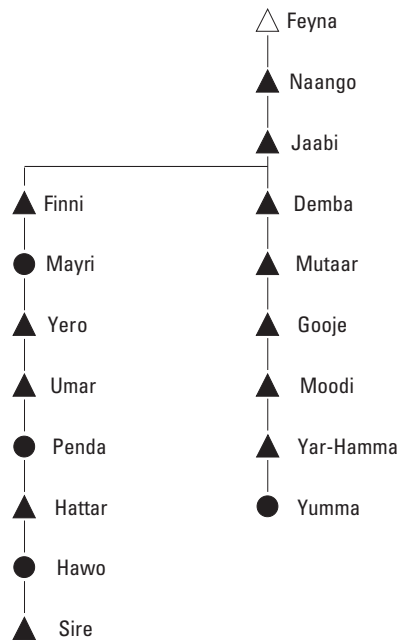 Feyna
Naango
Jaabi
Finni
Demba
Mayri
Mutaar
Yero
Gooje
Umar
Moodi
Penda
Yar-Hamma
Hattar
Yumma
Hawo
Sire